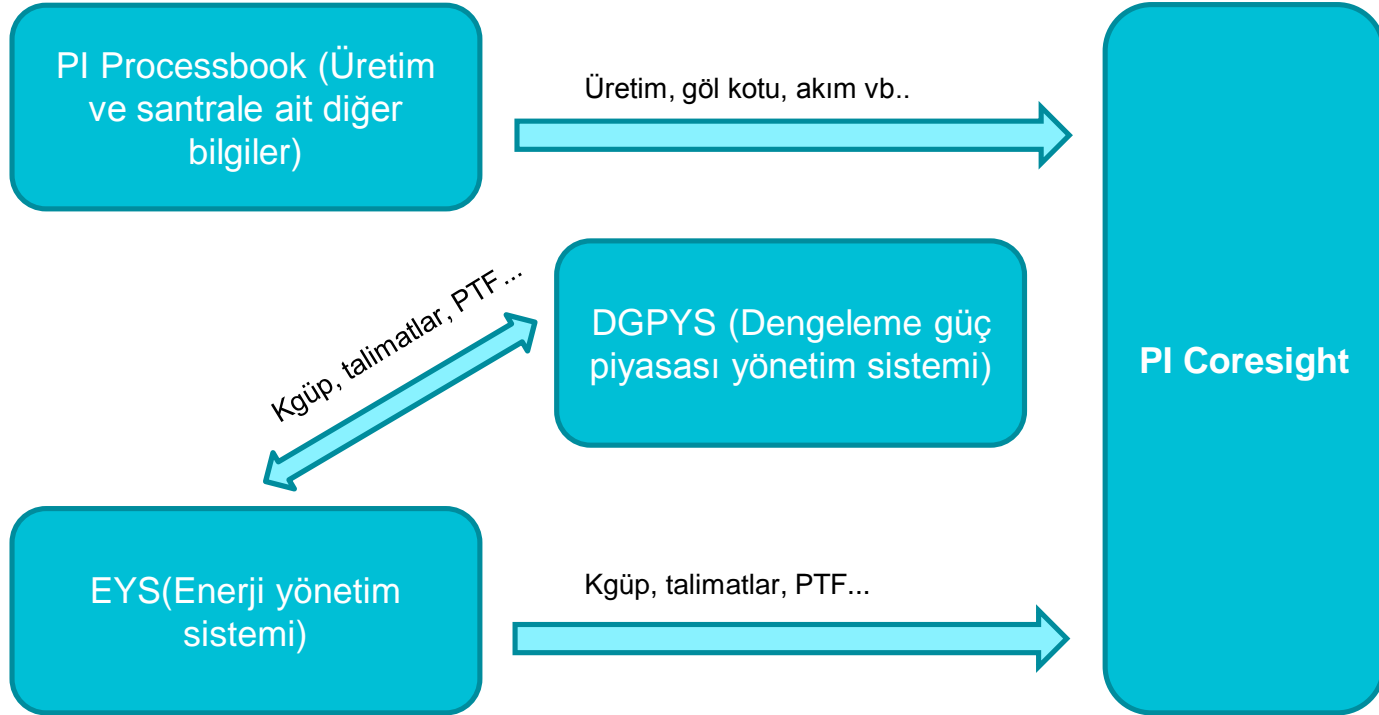 PI Processbook (Üretim
ve santrale ait diğer
bilgiler)
Üretim, göl kotu, akım vb..
Kgüp, talimatlar, PTF...
DGPYS (Dengeleme güç
piyasası yönetim sistemi)
PI Coresight
EYS(Enerji yönetim
sistemi)
Kgüp, talimatlar, PTF...